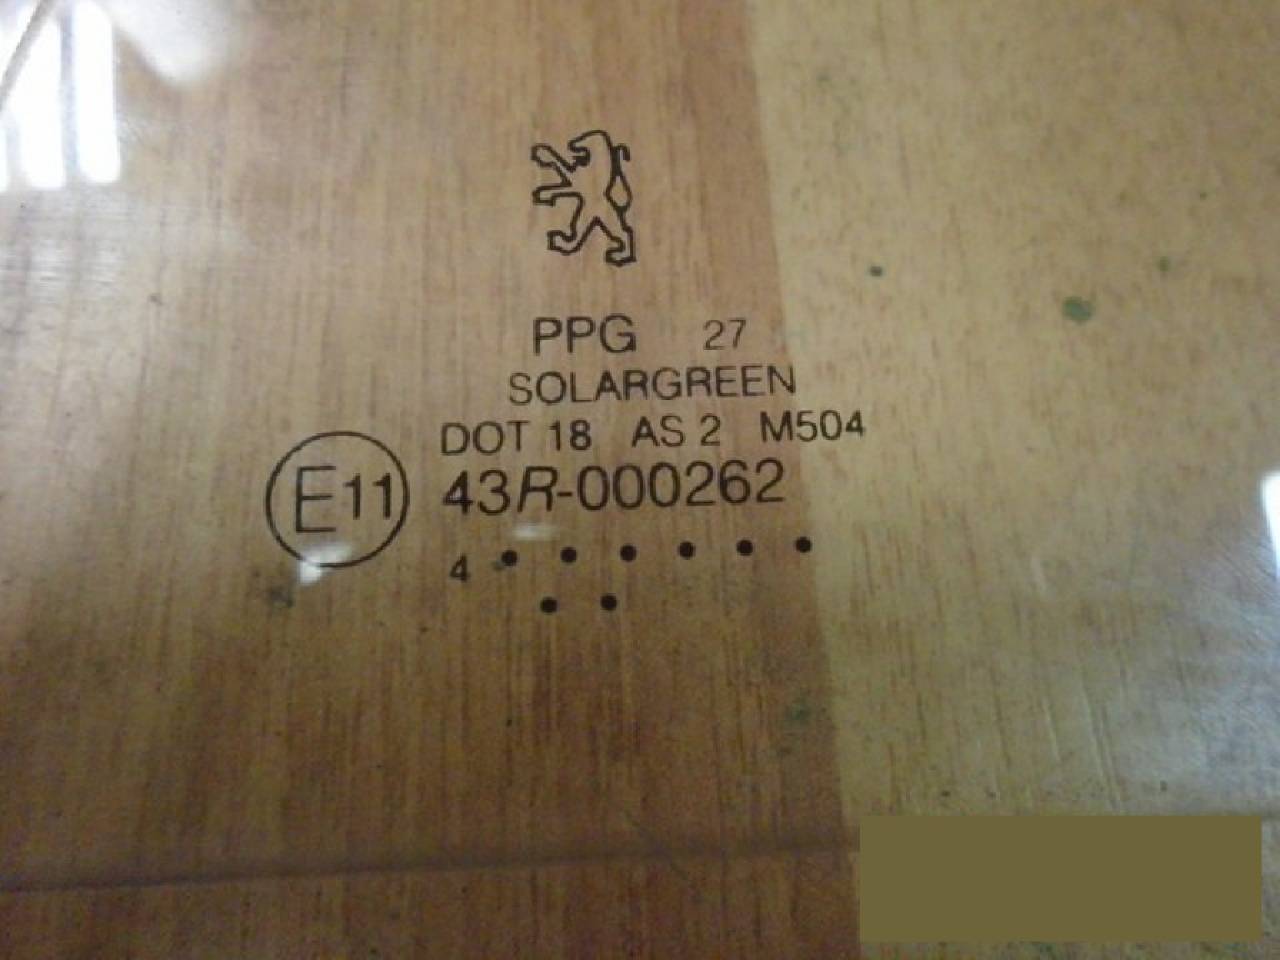 PPG 27
SOLARGREEN
DOT 18 AS 2 M504
E11 43R-000262
4 • • • • • •
• •